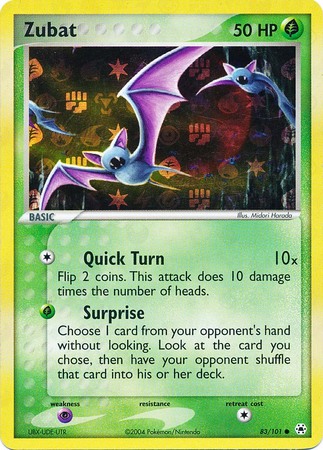 Zubat 50 HP
BASIC
Illus. Midori Harada
Quick Turn 10x
Flip 2 coins. This attack does 10 damage
times the number of heads.
Surprise
Choose 1 card from your opponent's hand
without looking. Look at the card you
chose, then have your opponent shuffle
that card into his or her deck.
weakness resistance retreat cost
UBX-UDE-UTR ©2004 Pokémon/Nintendo 83/101